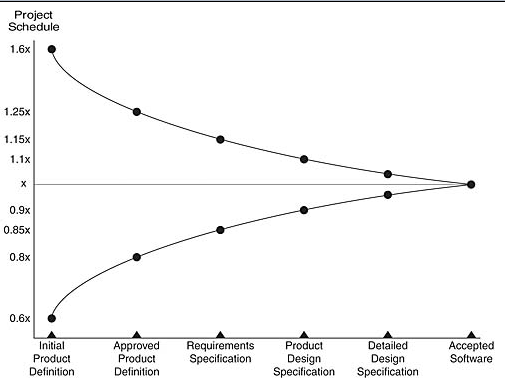 Project
Schedule
1.6x
1.25x
1.15x
1.1x
x
0.9x
0.85x
0.8x
0.6x
Initial
Product
Definition
Approved
Product
Definition
Requirements
Specification
Product
Design
Specification
Detailed
Design
Specification
Accepted
Software